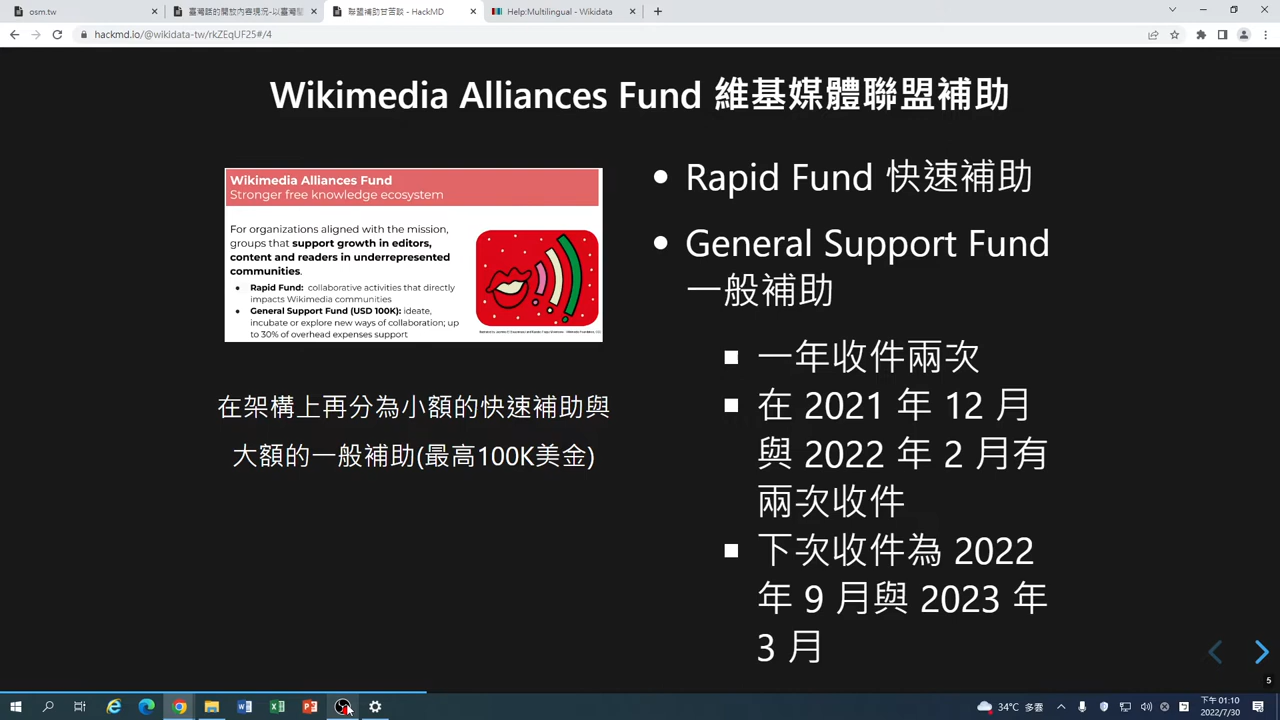 osm.tw
臺灣話的開放內容現況-以臺灣閩
聯盟補助甘苦談 - HackMD
Help:Multilingual - Wikidata
hackmd.io/@wikidata-tw/rkZEqUF25#/4
Wikimedia Alliances Fund 維基媒體聯盟補助
Wikimedia Alliances Fund
Stronger free knowledge ecosystem
For organizations aligned with the mission,
groups that support growth in editors,
content and readers in underrepresented
communities.
● Rapid Fund: collaborative activities that directly
impacts Wikimedia communities
● General Support Fund (USD 100K): ideate,
incubate or explore new ways of collaboration; up
to 30% of overhead expenses support
在架構上再分為小額的快速補助與
大額的一般補助(最高100K美金)
● Rapid Fund 快速補助
● General Support Fund
一般補助
■ 一年收件兩次
■ 在 2021 年 12 月
與 2022 年 2 月有
兩次收件
■ 下次收件為 2022
年 9 月與 2023 年
3 月
5
34°C 多雲
下午 01:10
2022/7/30